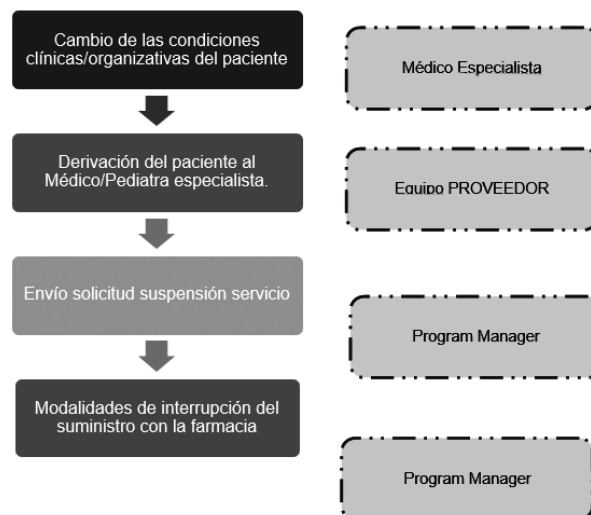 Cambio de las condiciones
clínicas/organizativas del paciente
Médico Especialista
Derivación del paciente al
Médico/Pediatra especialista.
Equipo PROVEEDOR
Envío solicitud suspensión servicio
Program Manager
Modalidades de interrupción del
suministro con la farmacia
Program Manager